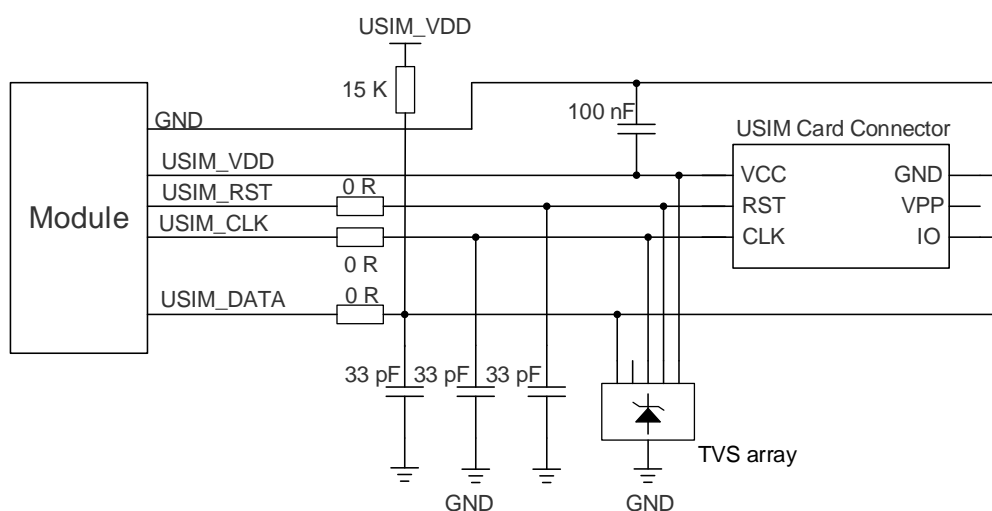 USIM_VDD
15 K
GND
100 nF
USIM Card Connector
USIM_VDD
VCC
GND
USIM_RST
0 R
RST
VPP
Module
USIM_CLK
CLK
IO
0 R
USIM_DATA
0 R
33 pF
33 pF
33 pF
TVS array
GND
GND